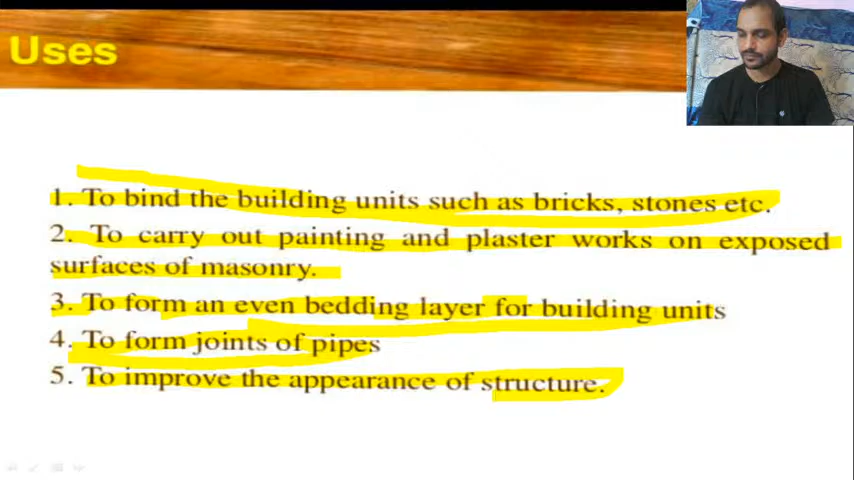 Uses
1. To bind the building units such as bricks, stones etc.
2. To carry out painting and plaster works on exposed
surfaces of masonry.
3. To form an even bedding layer for building units
4. To form joints of pipes
5. To improve the appearance of structure.